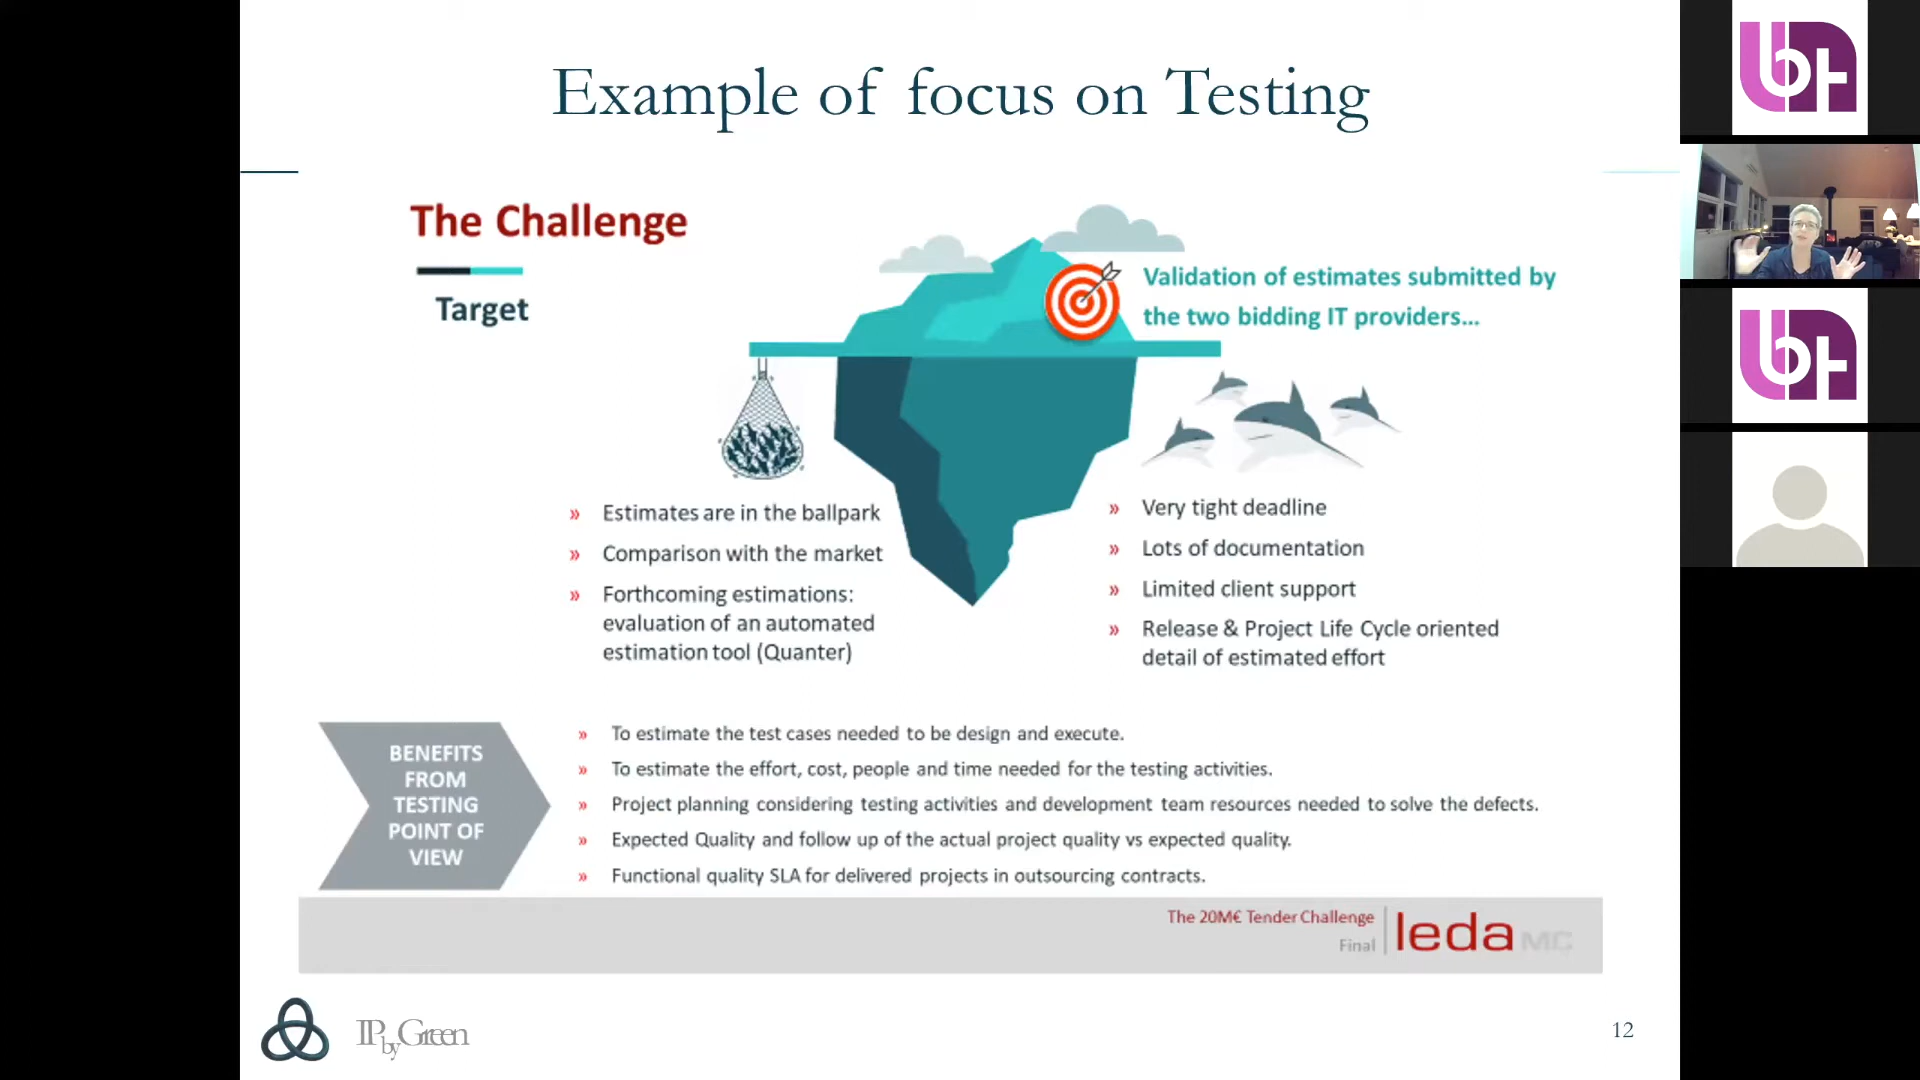 Example of focus on Testing
The Challenge
Target
Validation of estimates submitted by
the two bidding IT providers...
» Estimates are in the ballpark
» Comparison with the market
» Forthcoming estimations:
evaluation of an automated
estimation tool (Quanter)
» Very tight deadline
» Lots of documentation
» Limited client support
» Release & Project Life Cycle oriented
detail of estimated effort
BENEFITS
FROM
TESTING
POINT OF
VIEW
» To estimate the test cases needed to be design and execute.
» To estimate the effort, cost, people and time needed for the testing activities.
» Project planning considering testing activities and development team resources needed to solve the defects.
» Expected Quality and follow up of the actual project quality vs expected quality.
» Functional quality SLA for delivered projects in outsourcing contracts.
The 20M€ Tender Challenge
Final
leda MC
IP by Green
12